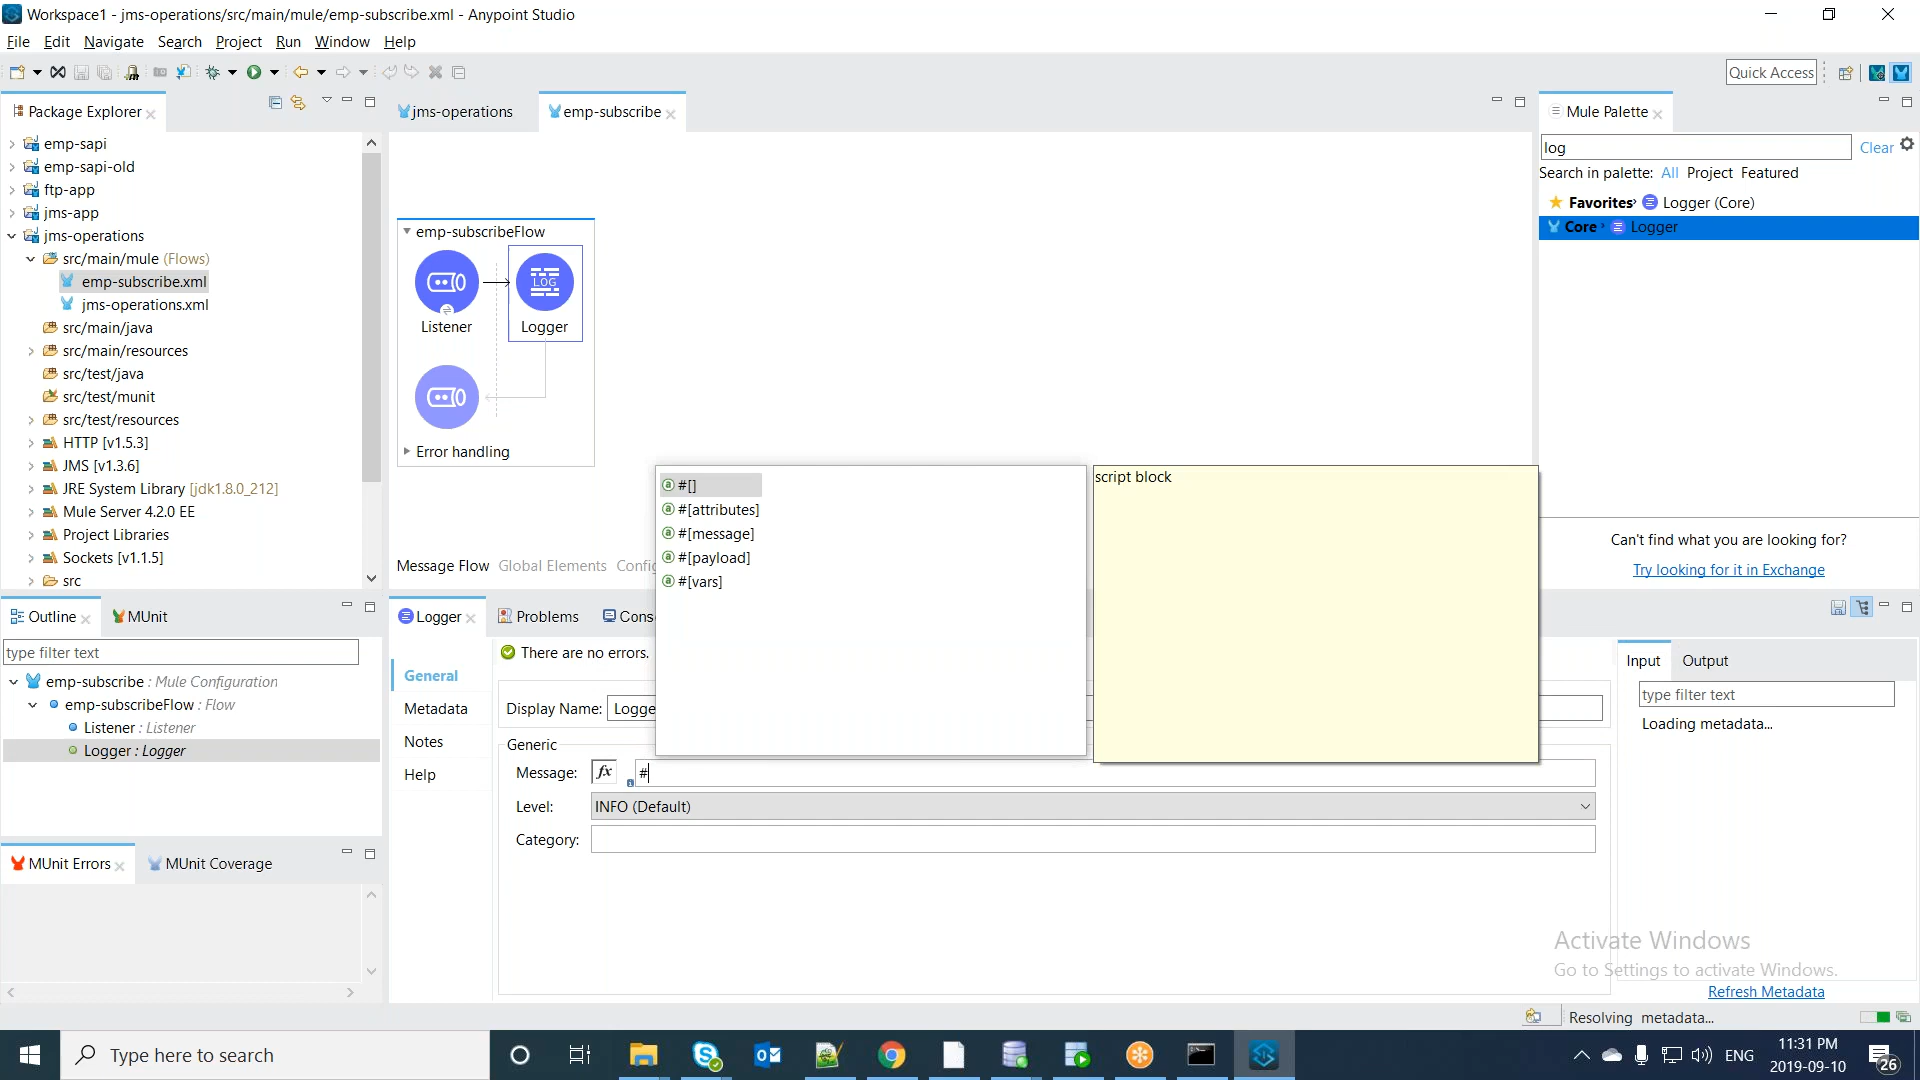 Workspace1 - jms-operations/src/main/mule/emp-subscribe.xml - Anypoint Studio
File Edit Navigate Search Project Run Window Help
Quick Access
Package Explorer
emp-sapi
emp-sapi-old
ftp-app
jms-app
jms-operations
src/main/mule (Flows)
emp-subscribe.xml
jms-operations.xml
src/main/java
src/main/resources
src/test/java
src/test/munit
src/test/resources
HTTP [v1.5.3]
JMS [v1.3.6]
JRE System Library [jdk1.8.0_212]
Mule Server 4.2.0 EE
Project Libraries
Sockets [v1.1.5]
src
jms-operations
emp-subscribe
emp-subscribeFlow
LOG
Listener
Logger
Error handling
Message Flow Global Elements Config
#[]
#[attributes]
#[message]
#[payload]
#[vars]
script block
Mule Palette
log
Clear
Search in palette: All Project Featured
Favorites Logger (Core)
Core Logger
Can't find what you are looking for?
Try looking for it in Exchange
Outline
MUnit
type filter text
emp-subscribe : Mule Configuration
emp-subscribeFlow : Flow
Listener : Listener
Logger : Logger
MUnit Errors
MUnit Coverage
Logger
Problems
Cons
There are no errors.
General
Metadata
Notes
Help
Display Name: Logge
Generic
Message: fx #
Level: INFO (Default)
Category:
Input
Output
type filter text
Loading metadata...
Activate Windows
Go to Settings to activate Windows.
Refresh Metadata
Resolving metadata...
Type here to search
ENG
11:31 PM
2019-09-10
26